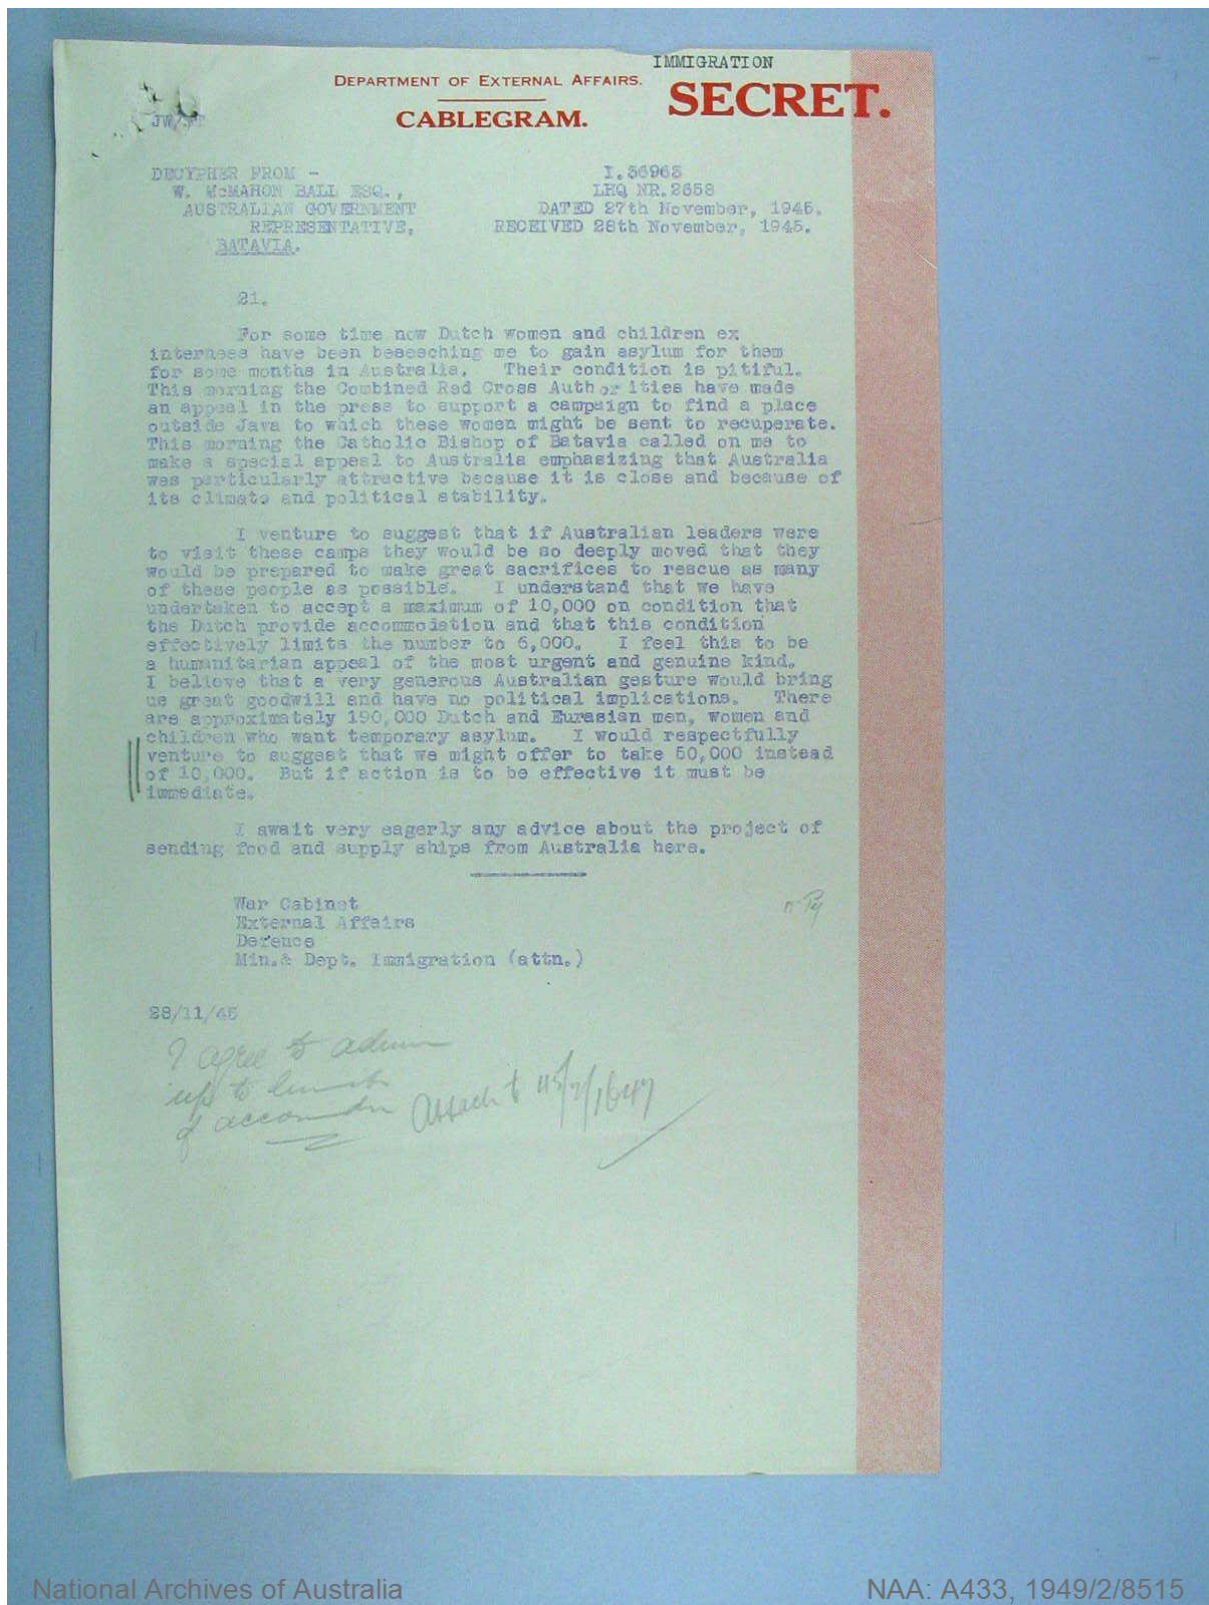 IMMIGRATION
DEPARTMENT OF EXTERNAL AFFAIRS.
SECRET.
CABLEGRAM.
DECYPHER FROM -
I.36963
W. McMAHON BALL ESQ.,
LHQ NR.2658
AUSTRALIAN GOVERNMENT
DATED 27th November, 1945.
REPRESENTATIVE,
RECEIVED 28th November, 1945.
BATAVIA.
21.
For some time now Dutch women and children ex
internees have been beseeching me to gain asylum for them
for some months in Australia. Their condition is pitiful.
This morning the Combined Red Cross Authorities have made
an appeal in the press to support a campaign to find a place
outside Java to which these women might be sent to recuperate.
This morning the Catholic Bishop of Batavia called on me to
make a special appeal to Australia emphasizing that Australia
was particularly attractive because it is close and because of
its climate and political stability.
I venture to suggest that if Australian leaders were
to visit these camps they would be so deeply moved that they
would be prepared to make great sacrifices to rescue as many
of these people as possible. I understand that we have
undertaken to accept a maximum of 10,000 on condition that
the Dutch provide accommodation and that this condition
effectively limits the number to 6,000. I feel this to be
a humanitarian appeal of the most urgent and genuine kind.
I believe that a very generous Australian gesture would bring
us great goodwill and have no political implications. There
are approximately 190,000 Dutch and Eurasian men, women and
children who want temporary asylum. I would respectfully
venture to suggest that we might offer to take 50,000 instead
of 10,000. But if action is to be effective it must be
immediate.
I await very eagerly any advice about the project of
sending food and supply ships from Australia here.
War Cabinet
External Affairs
Defence
Min.& Dept. Immigration (attn.)
28/11/45
I agree to
up to limit
of
Attach to 45/2/1647
National Archives of Australia
NAA: A433, 1949/2/8515